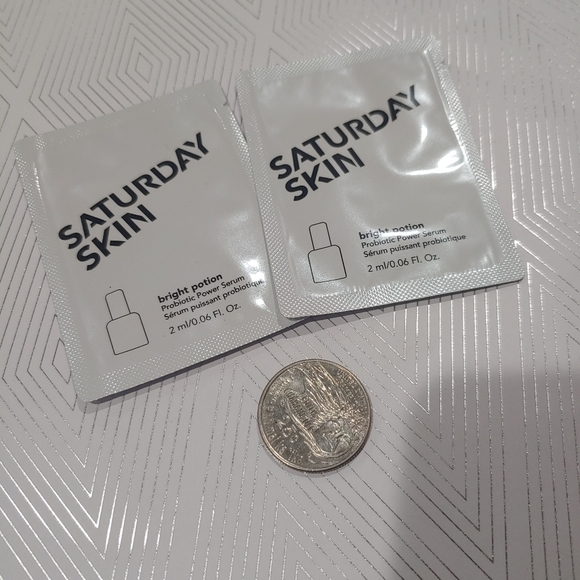 SATURDAY
SKIN
bright potion
Probiotic Power Serum
Sérum puissant probiotique
2 ml/0.06 Fl. Oz.
SATURDAY
SKIN
bright potion
Probiotic Power Serum
Sérum puissant probiotique
2 ml/0.06 Fl. Oz.